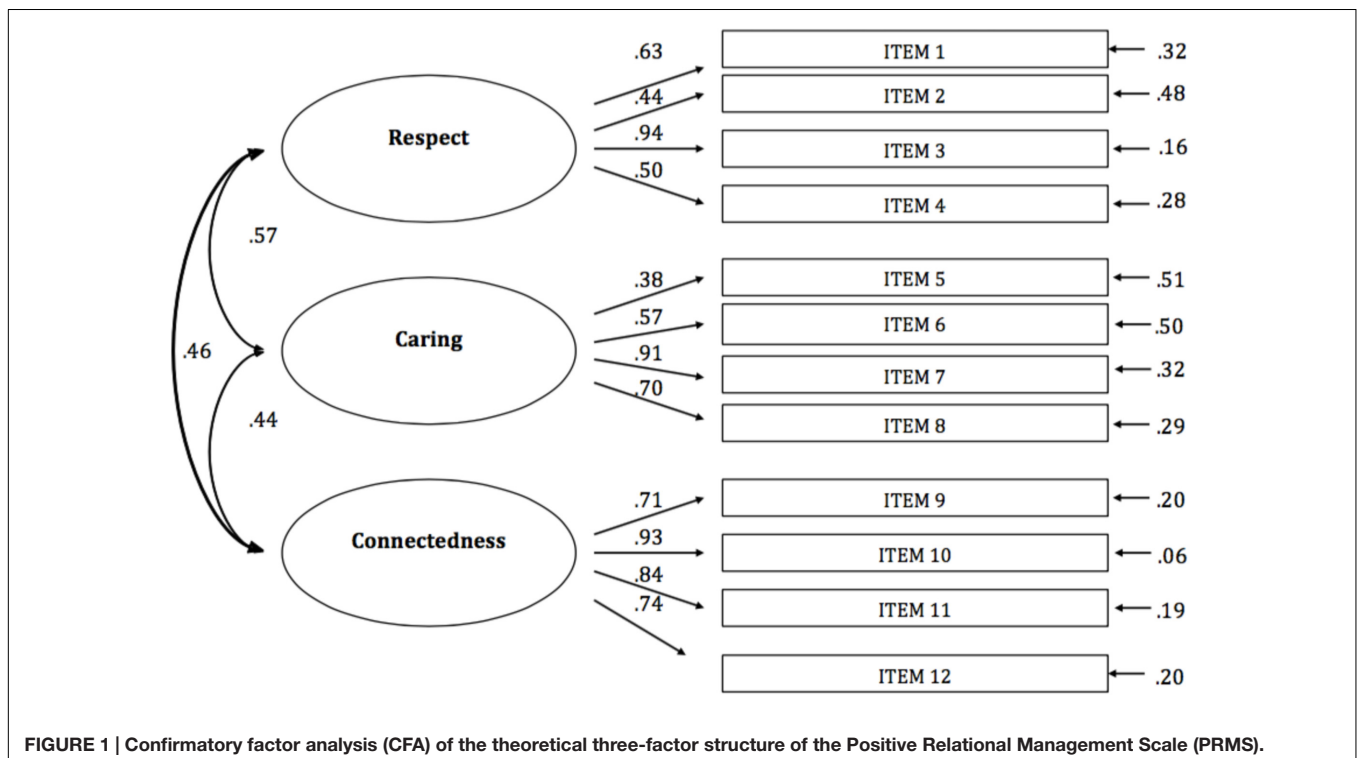 .63 ITEM 1 .32
.44 ITEM 2 .48
Respect .94 ITEM 3 .16
.50 ITEM 4 .28
.57
.38 ITEM 5 .51
.57 ITEM 6 .50
Caring .91 ITEM 7 .32
.46
.70 ITEM 8 .29
.44
.71 ITEM 9 .20
Connectedness .93 ITEM 10 .06
.84 ITEM 11 .19
.74 ITEM 12 .20
FIGURE 1 | Confirmatory factor analysis (CFA) of the theoretical three-factor structure of the Positive Relational Management Scale (PRMS).